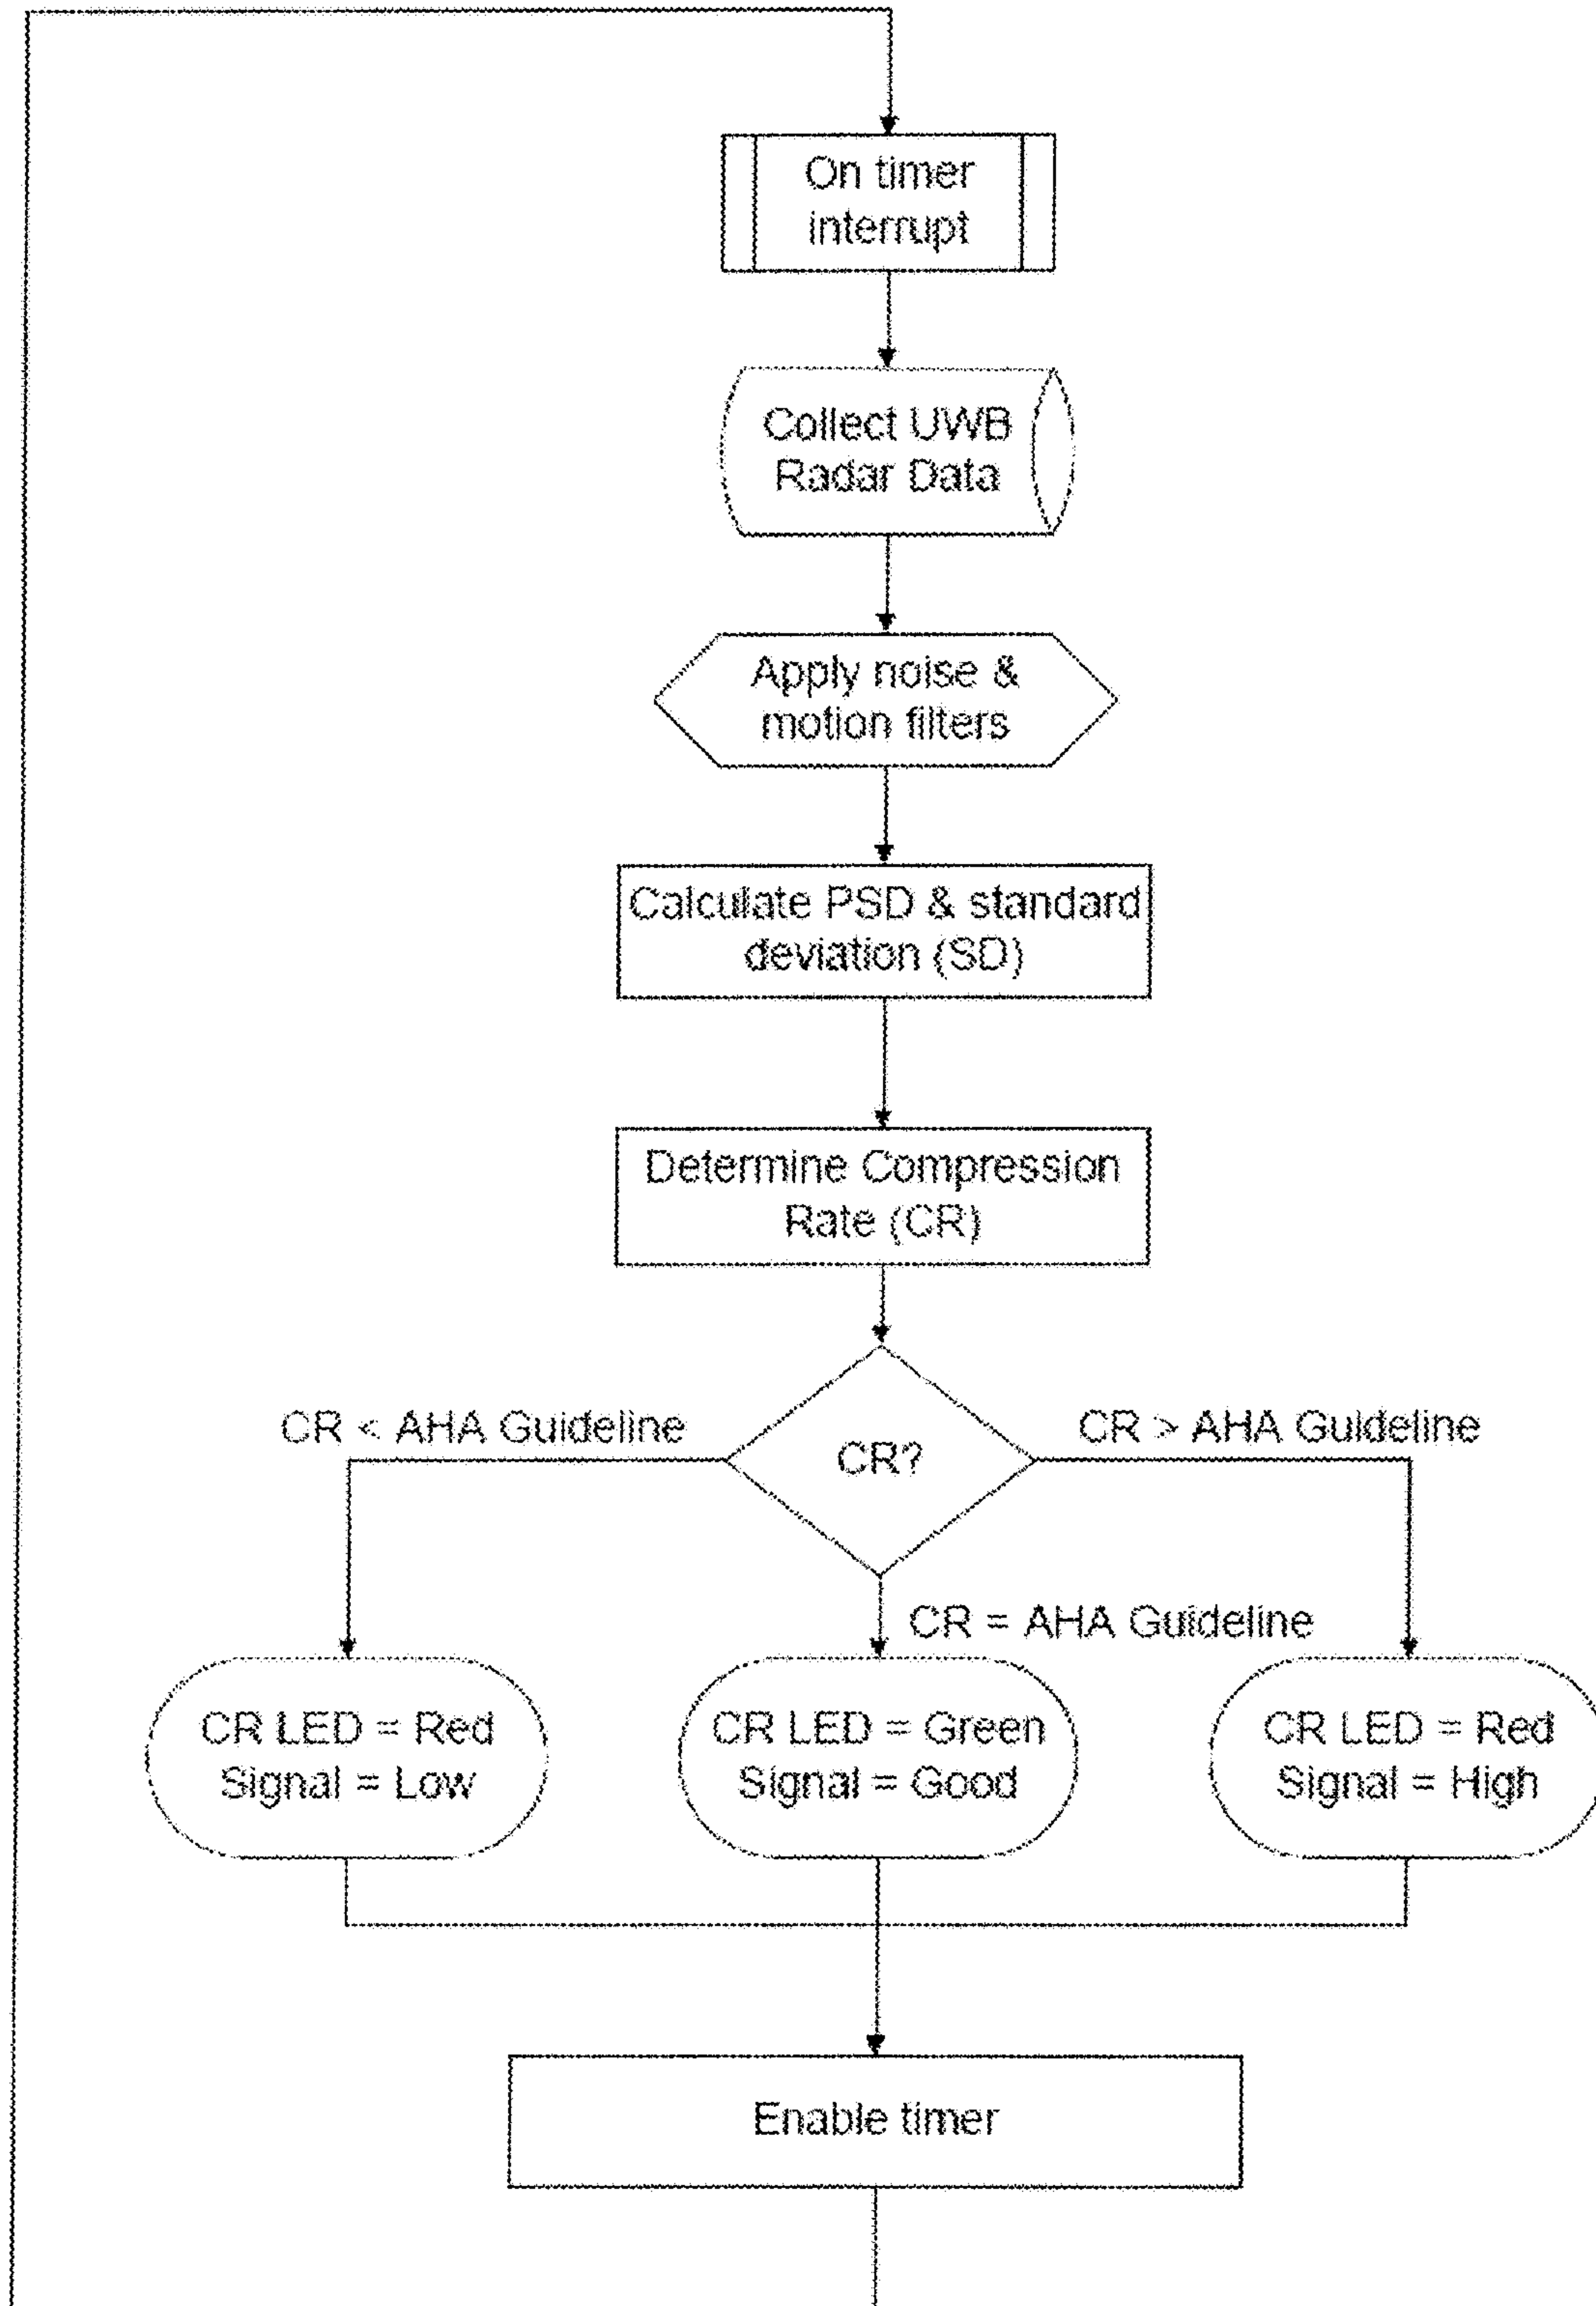 On timer
interrupt
Collect UWB
Radar Data
Apply noise &
motion filters
Calculate PSD & standard
deviation (SD)
Determine Compression
Rate (CR)
CR < AHA Guideline
CR > AHA Guideline
CR?
CR = AHA Guideline
CR LED = Red
Signal = Low
CR LED = Green
Signal = Good
CR LED = Red
Signal = High
Enable timer